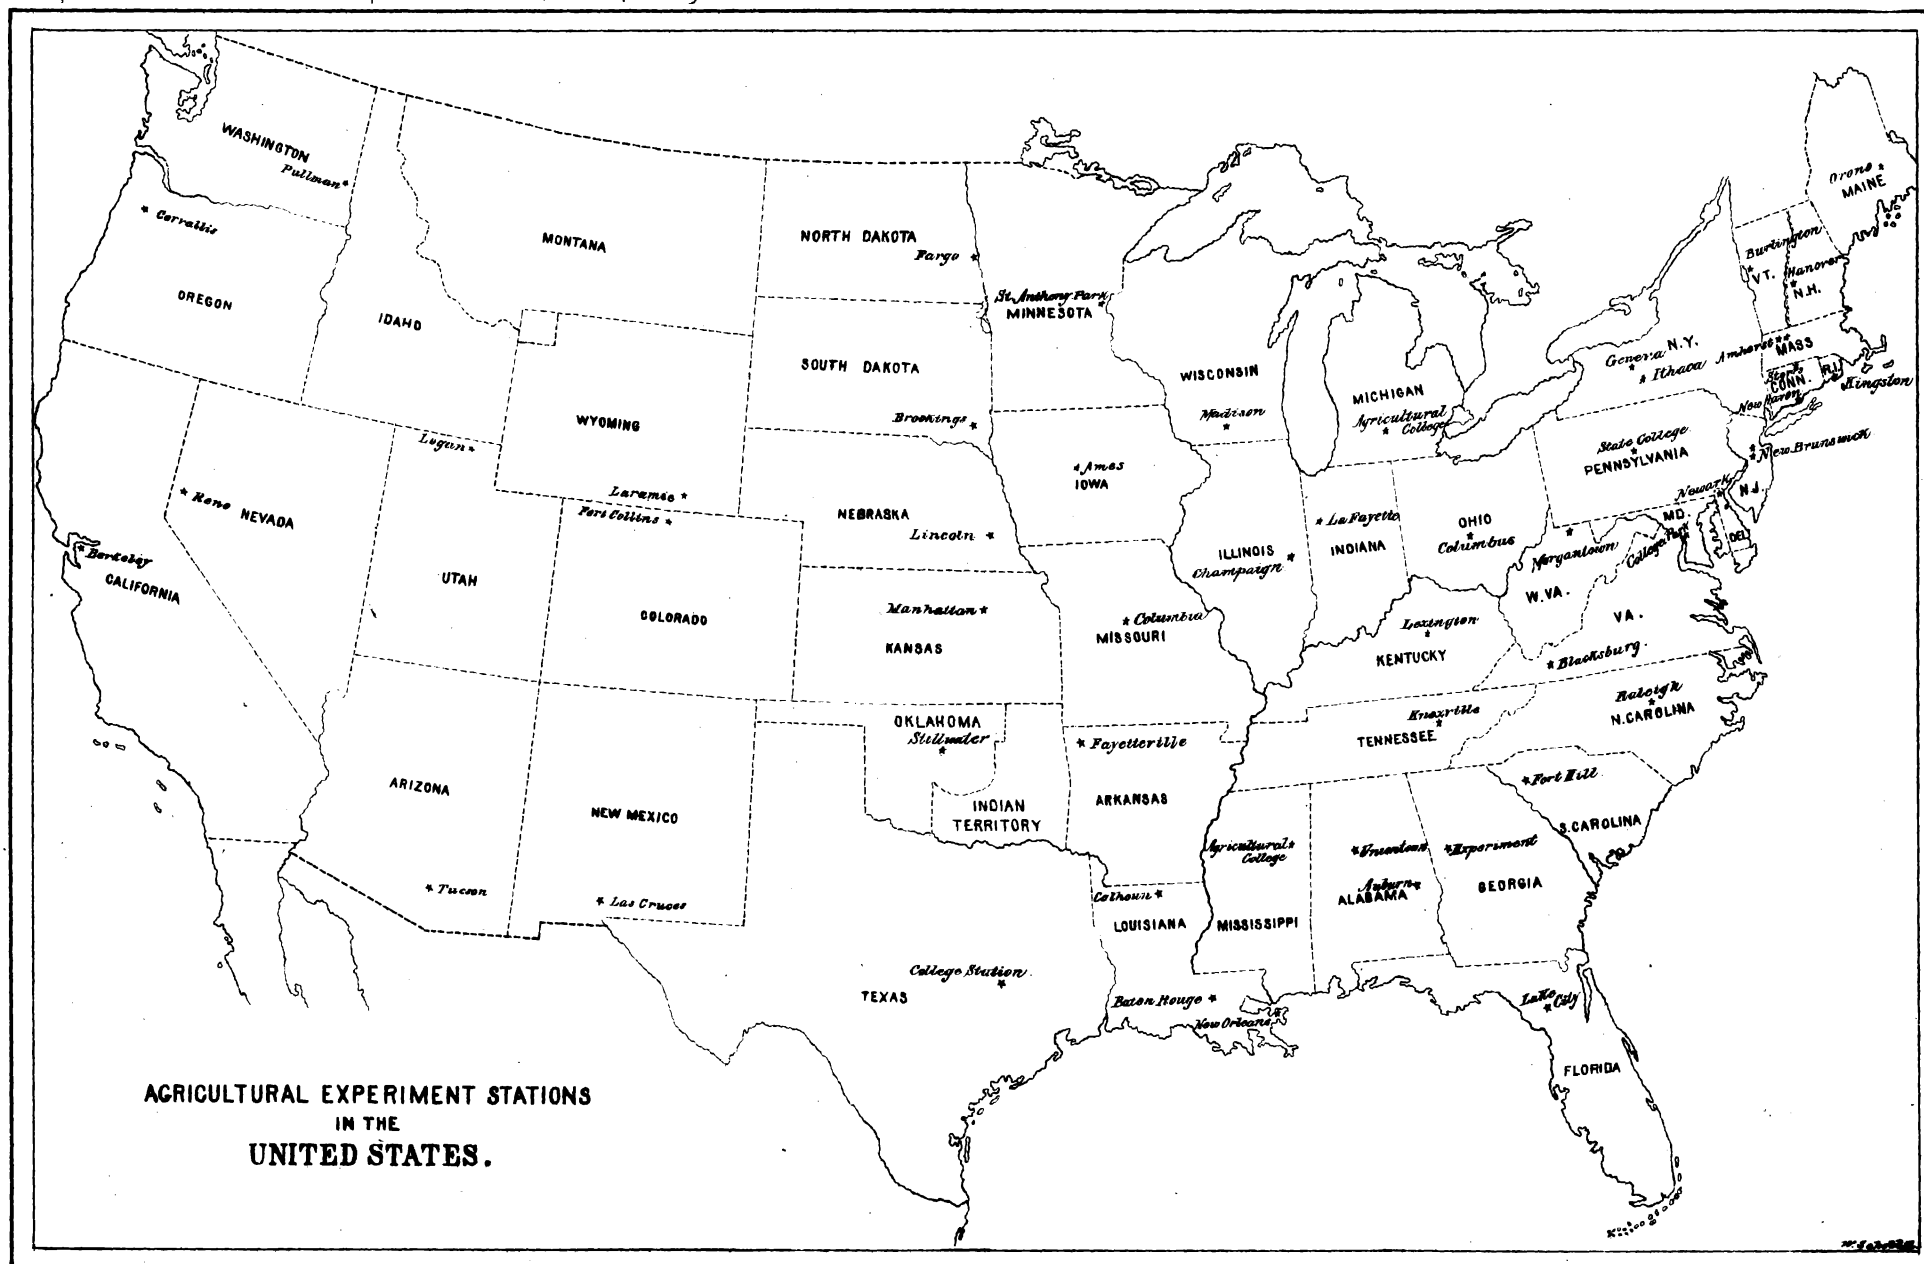 WASHINGTON
Pullman
Corvallis
OREGON
IDAHO
MONTANA
NORTH DAKOTA
Fargo
St. Anthony Park
MINNESOTA
SOUTH DAKOTA
Brookings
WYOMING
Laramie
Logan
Reno
NEVADA
Berkeley
CALIFORNIA
UTAH
Fort Collins
COLORADO
NEBRASKA
Lincoln
Manhattan
KANSAS
Ames
IOWA
WISCONSIN
Madison
MICHIGAN
Agricultural
College
ILLINOIS
Champaign
La Fayette
INDIANA
OHIO
Columbus
Columbia
MISSOURI
Lexington
KENTUCKY
Orono
MAINE
Burlington
VT.
Hanover
N.H.
Geneva
N.Y.
Ithaca
Amherst
MASS
Storrs
CONN.
R.I.
Kingston
New Haven
State College
PENNSYLVANIA
New Brunswick
N.J.
Newark
MD.
DEL
College Park
Morgantown
W.VA.
VA.
Blacksburg
Raleigh
N.CAROLINA
Knoxville
TENNESSEE
Fort Hill
S.CAROLINA
OKLAHOMA
Stillwater
INDIAN
TERRITORY
Fayetteville
ARKANSAS
ARIZONA
Tucson
NEW MEXICO
Las Cruces
Agricultural
College
MISSISSIPPI
Uniontown
Auburn
ALABAMA
Experiment
GEORGIA
Calhoun
LOUISIANA
Baton Rouge
New Orleans
College Station
TEXAS
Lake
City
FLORIDA
AGRICULTURAL EXPERIMENT STATIONS
IN THE
UNITED STATES.